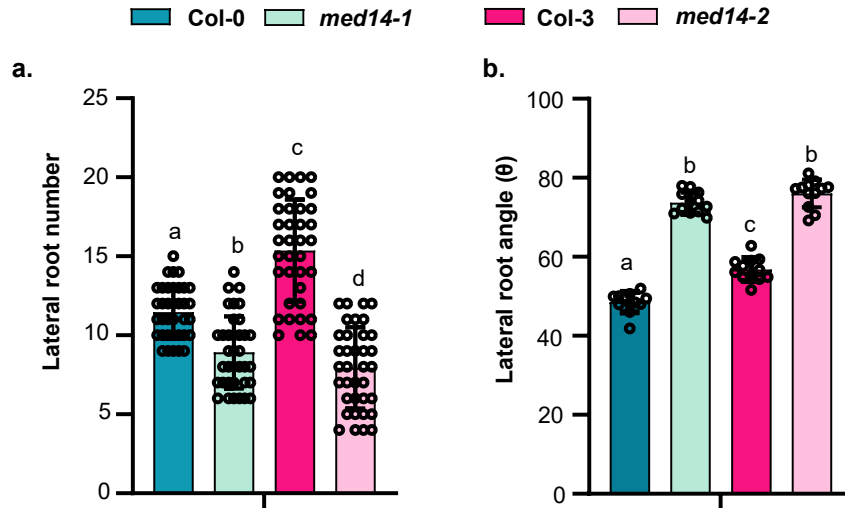 Col-0 med14-1 Col-3 med14-2
a.
Lateral root number
25
20
15
10
5
0
a
b
c
d
b.
Lateral root angle (θ)
100
80
60
40
20
0
a
b
c
b